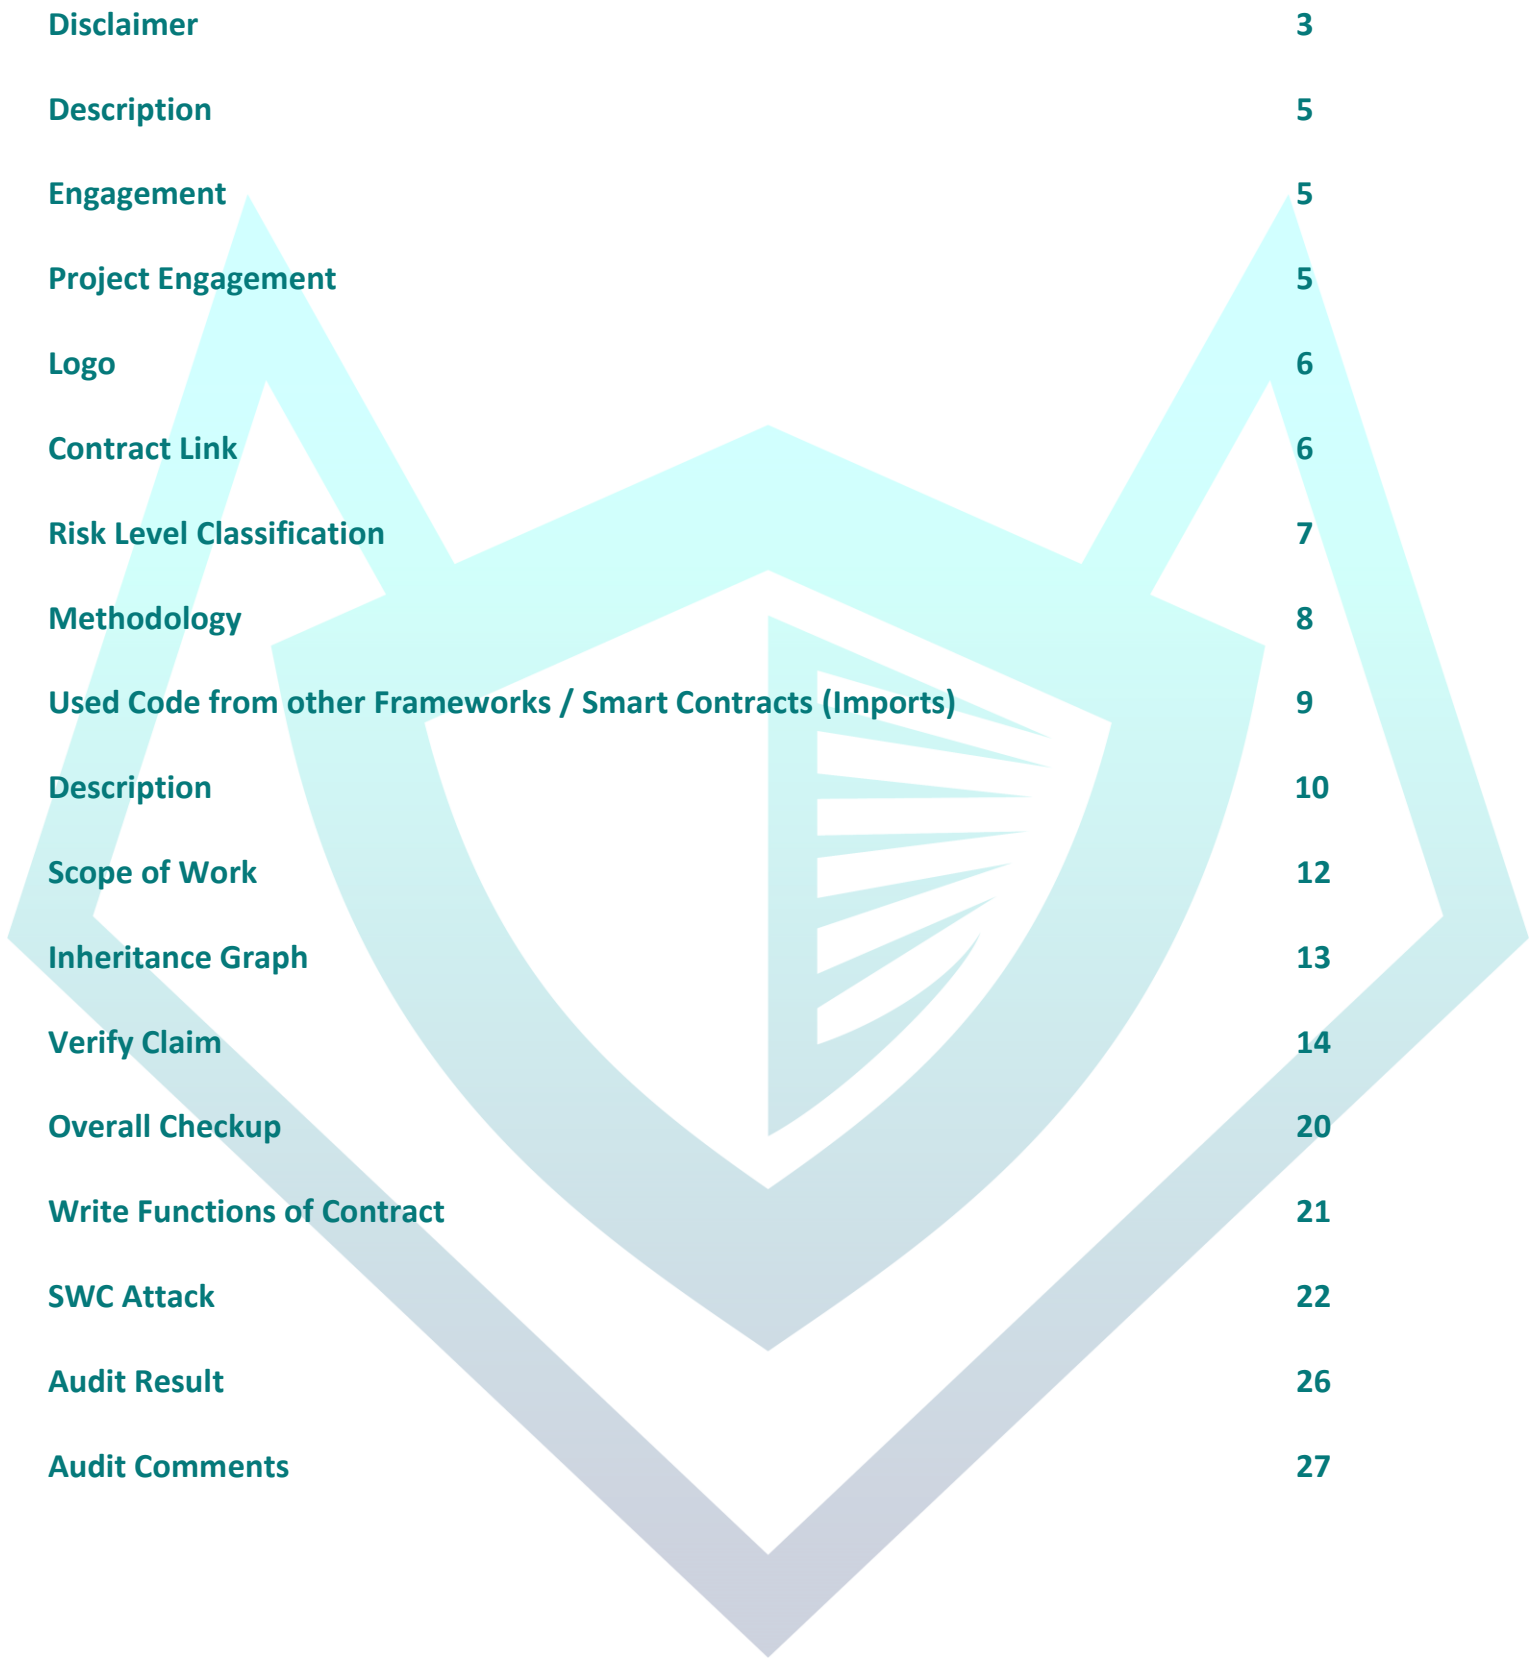 Disclaimer 3
Description 5
Engagement 5
Project Engagement 5
Logo 6
Contract Link 6
Risk Level Classification 7
Methodology 8
Used Code from other Frameworks / Smart Contracts (Imports) 9
Description 10
Scope of Work 12
Inheritance Graph 13
Verify Claim 14
Overall Checkup 20
Write Functions of Contract 21
SWC Attack 22
Audit Result 26
Audit Comments 27